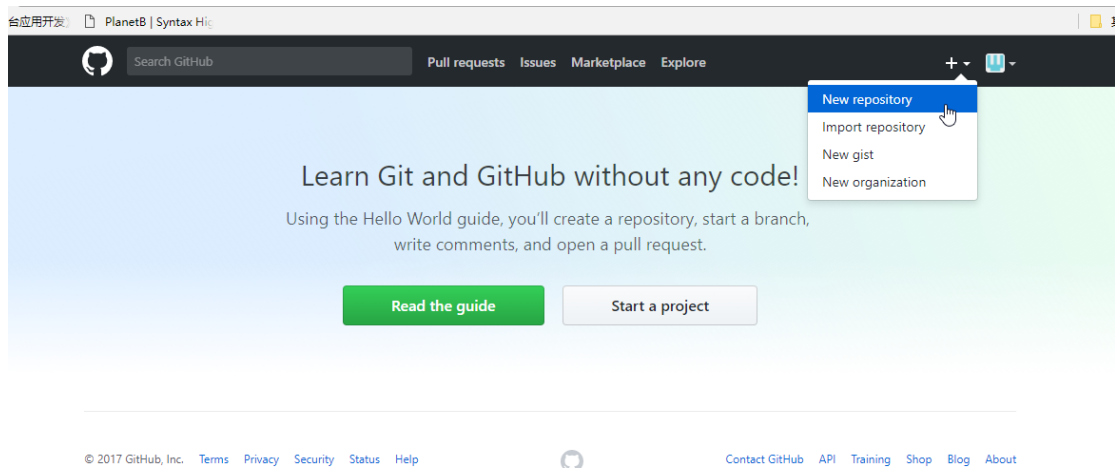 台应用开发 PlanetB | Syntax Hig
Search GitHub Pull requests Issues Marketplace Explore
New repository
Import repository
New gist
New organization
Learn Git and GitHub without any code!
Using the Hello World guide, you’ll create a repository, start a branch,
write comments, and open a pull request.
Read the guide Start a project
© 2017 GitHub, Inc. Terms Privacy Security Status Help Contact GitHub API Training Shop Blog About